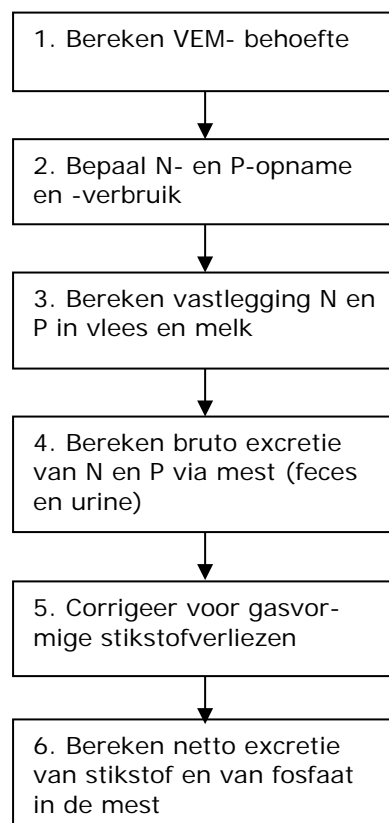 1. Bereken VEM- behoefte
2. Bepaal N- en P-opname
en -verbruik
3. Bereken vastlegging N en
P in vlees en melk
4. Bereken bruto excretie
van N en P via mest (feces
en urine)
5. Corrigeer voor gasvor-
mige stikstofverliezen
6. Bereken netto excretie
van stikstof en van fosfaat
in de mest